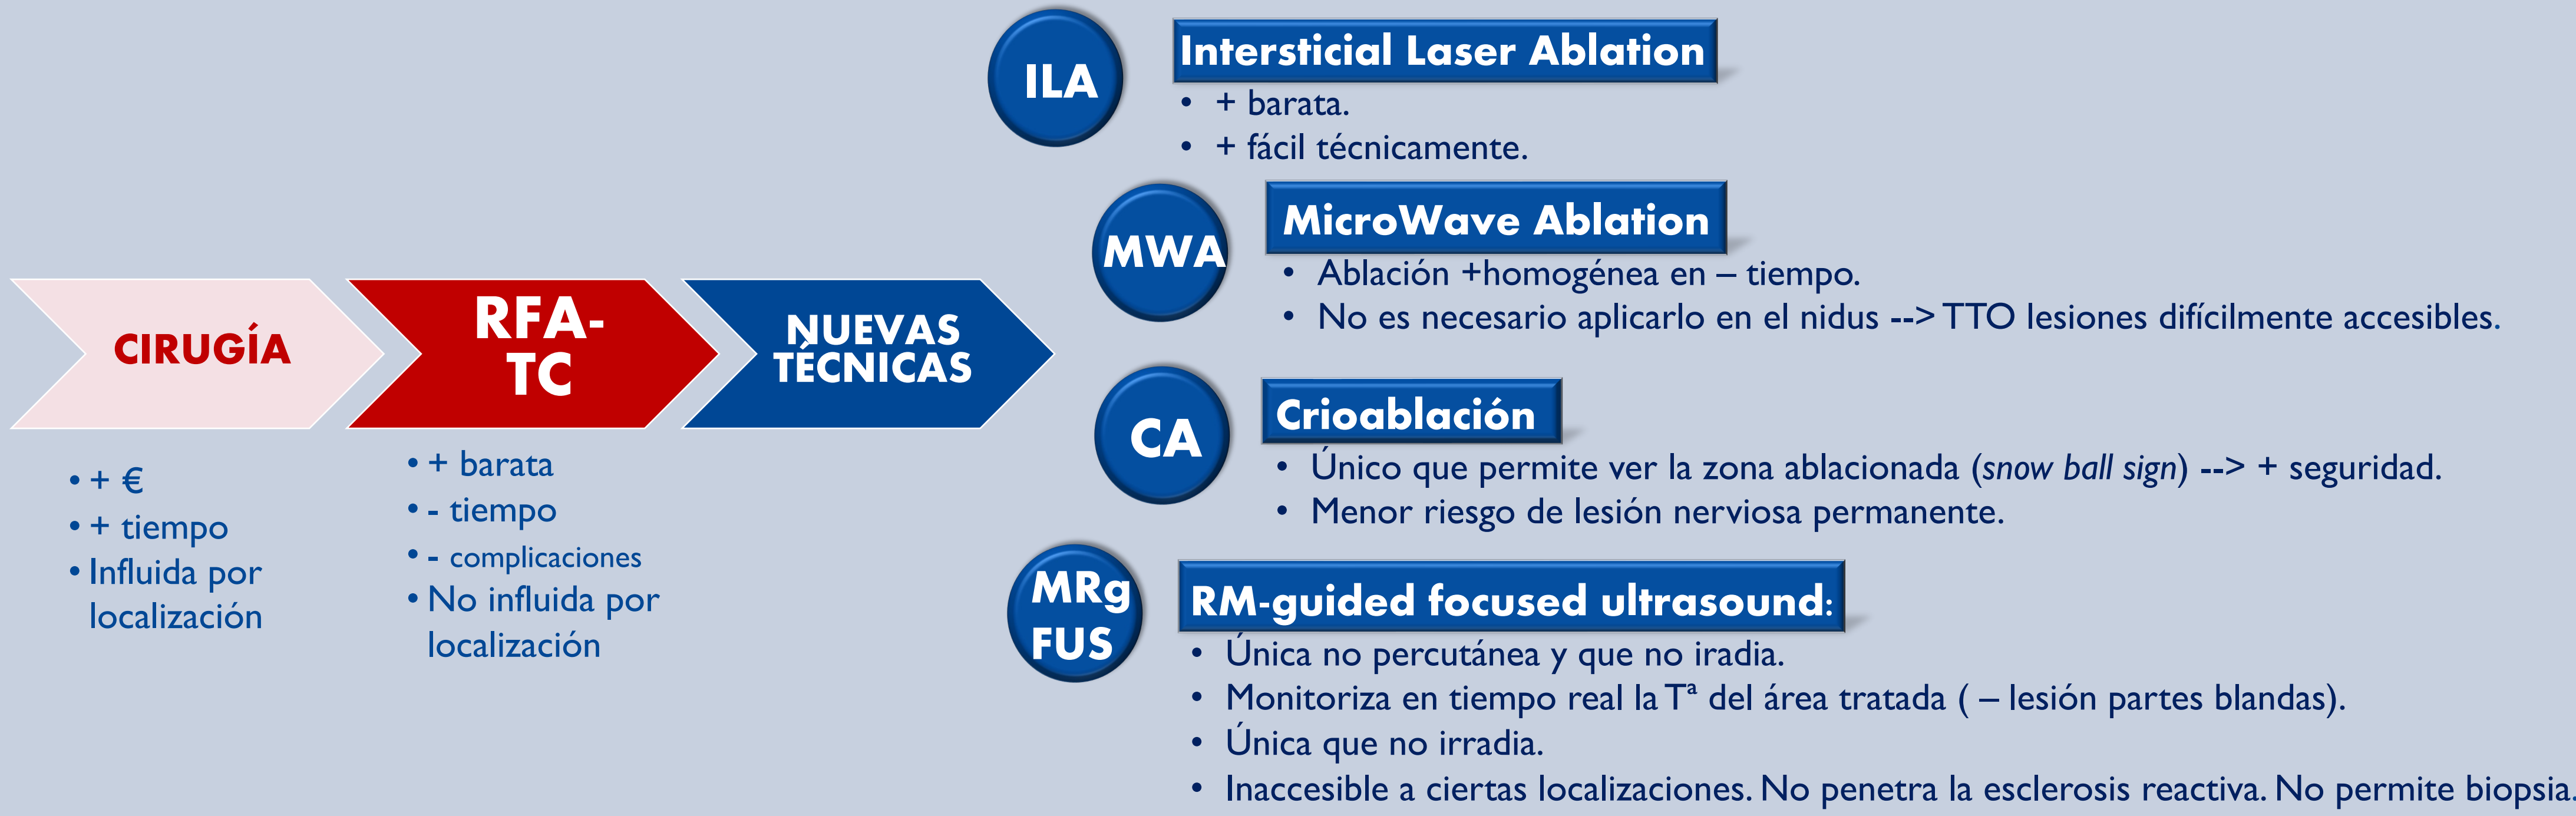 CIRUGÍA
• + €
• + tiempo
• Influida por
localización
RFA-
TC
• + barata
• - tiempo
• - complicaciones
• No influida por
localización
NUEVAS
TÉCNICAS
ILA
Intersticial Laser Ablation
• + barata.
• + fácil técnicamente.
MWA
MicroWave Ablation
• Ablación +homogénea en – tiempo.
• No es necesario aplicarlo en el nidus --> TTO lesiones difícilmente accesibles.
CA
Crioablación
• Único que permite ver la zona ablacionada (snow ball sign) --> + seguridad.
• Menor riesgo de lesión nerviosa permanente.
MRg
FUS
RM-guided focused ultrasound:
• Única no percutánea y que no iradia.
• Monitoriza en tiempo real la Tª del área tratada ( – lesión partes blandas).
• Única que no irradia.
• Inaccesible a ciertas localizaciones. No penetra la esclerosis reactiva. No permite biopsia.